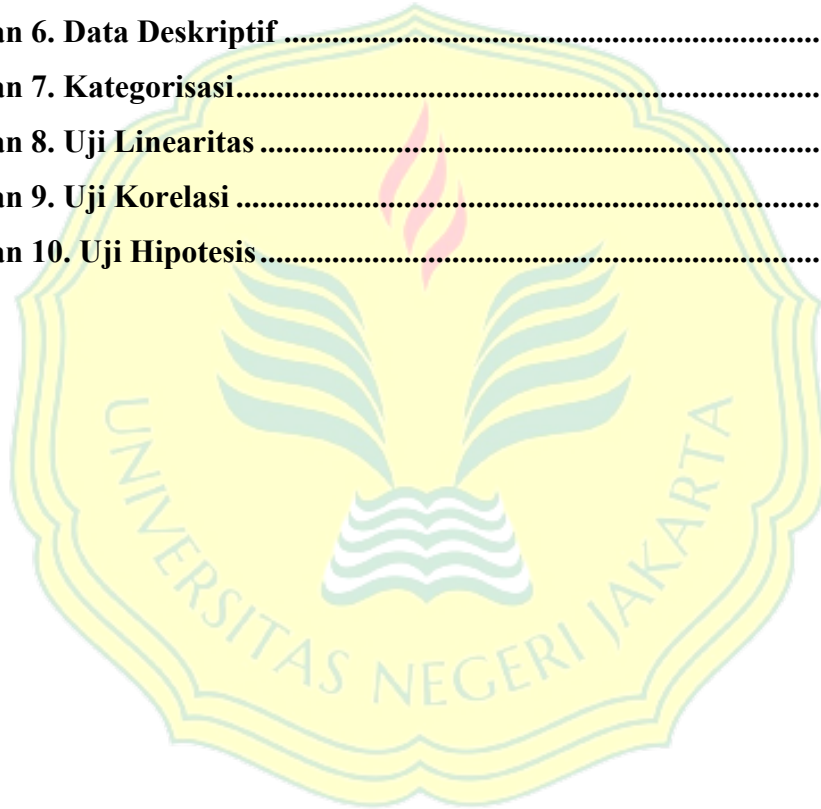 an 6. Data Deskriptif ......................................................................
an 7. Kategorisasi............................................................................
an 8. Uji Linearitas .........................................................................
an 9. Uji Korelasi ............................................................................
an 10. Uji Hipotesis.........................................................................
UNIVERSITAS NEGERI JAKARTA